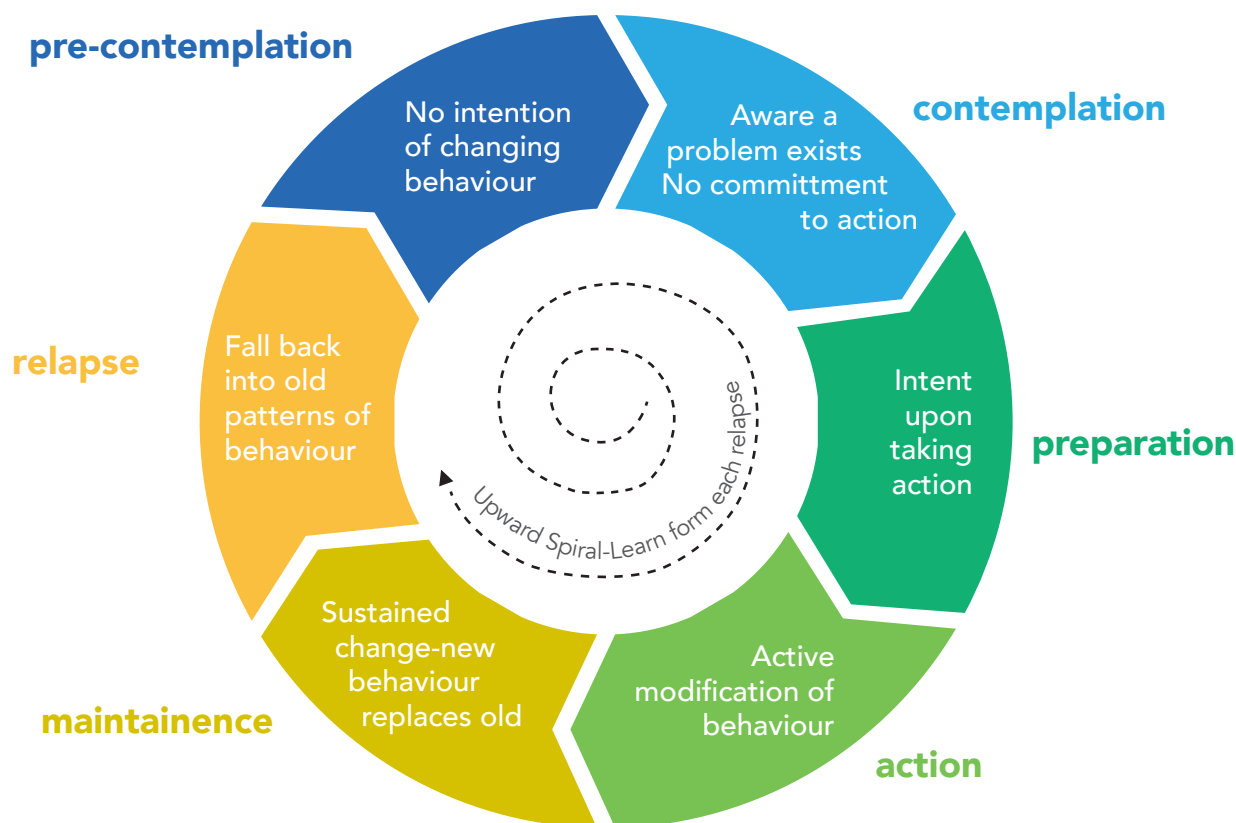 pre-contemplation
No intention
of changing
behaviour
contemplation
Aware a
problem exists
No committment
to action
preparation
Intent
upon
taking
action
action
Active
modification of
behaviour
maintainence
Sustained
change-new
behaviour
replaces old
relapse
Fall back
into old
patterns of
behaviour
Upward Spiral-Learn form each relapse